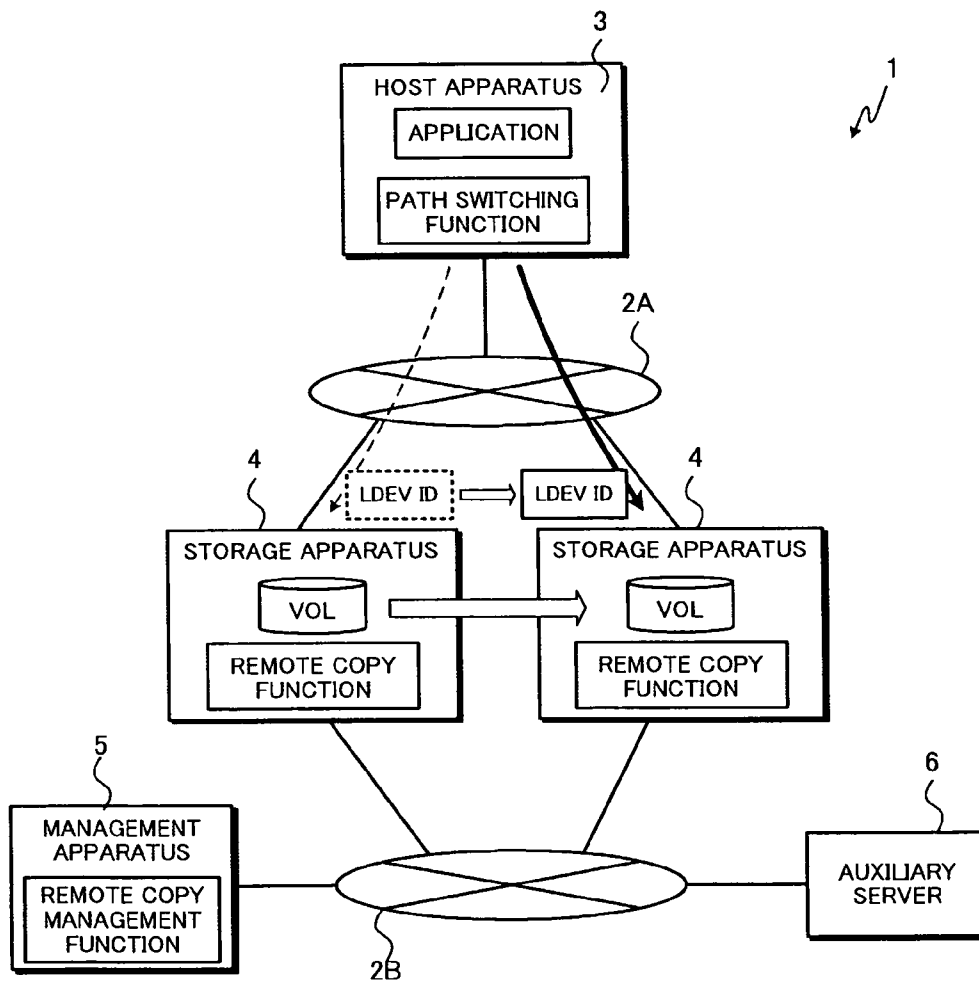 3
HOST APPARATUS
1
APPLICATION
PATH SWITCHING
FUNCTION
2A
4
4
LDEV ID
LDEV ID
STORAGE APPARATUS
STORAGE APPARATUS
VOL
VOL
REMOTE COPY
FUNCTION
REMOTE COPY
FUNCTION
5
6
MANAGEMENT
APPARATUS
REMOTE COPY
MANAGEMENT
FUNCTION
AUXILIARY
SERVER
2B